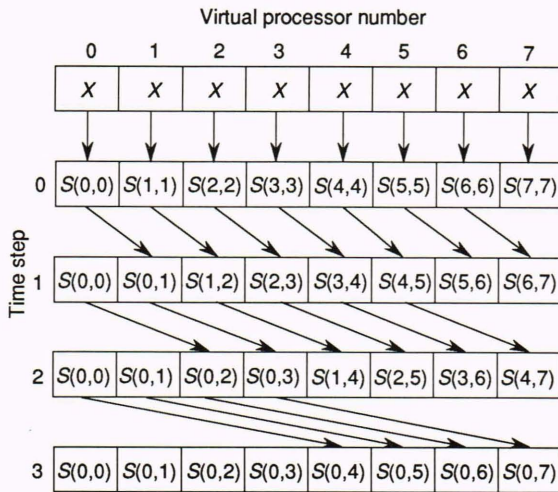 Virtual processor number
0 1 2 3 4 5 6 7
X X X X X X X X
0 S(0,0) S(1,1) S(2,2) S(3,3) S(4,4) S(5,5) S(6,6) S(7,7)
Time step
1 S(0,0) S(0,1) S(1,2) S(2,3) S(3,4) S(4,5) S(5,6) S(6,7)
2 S(0,0) S(0,1) S(0,2) S(0,3) S(1,4) S(2,5) S(3,6) S(4,7)
3 S(0,0) S(0,1) S(0,2) S(0,3) S(0,4) S(0,5) S(0,6) S(0,7)